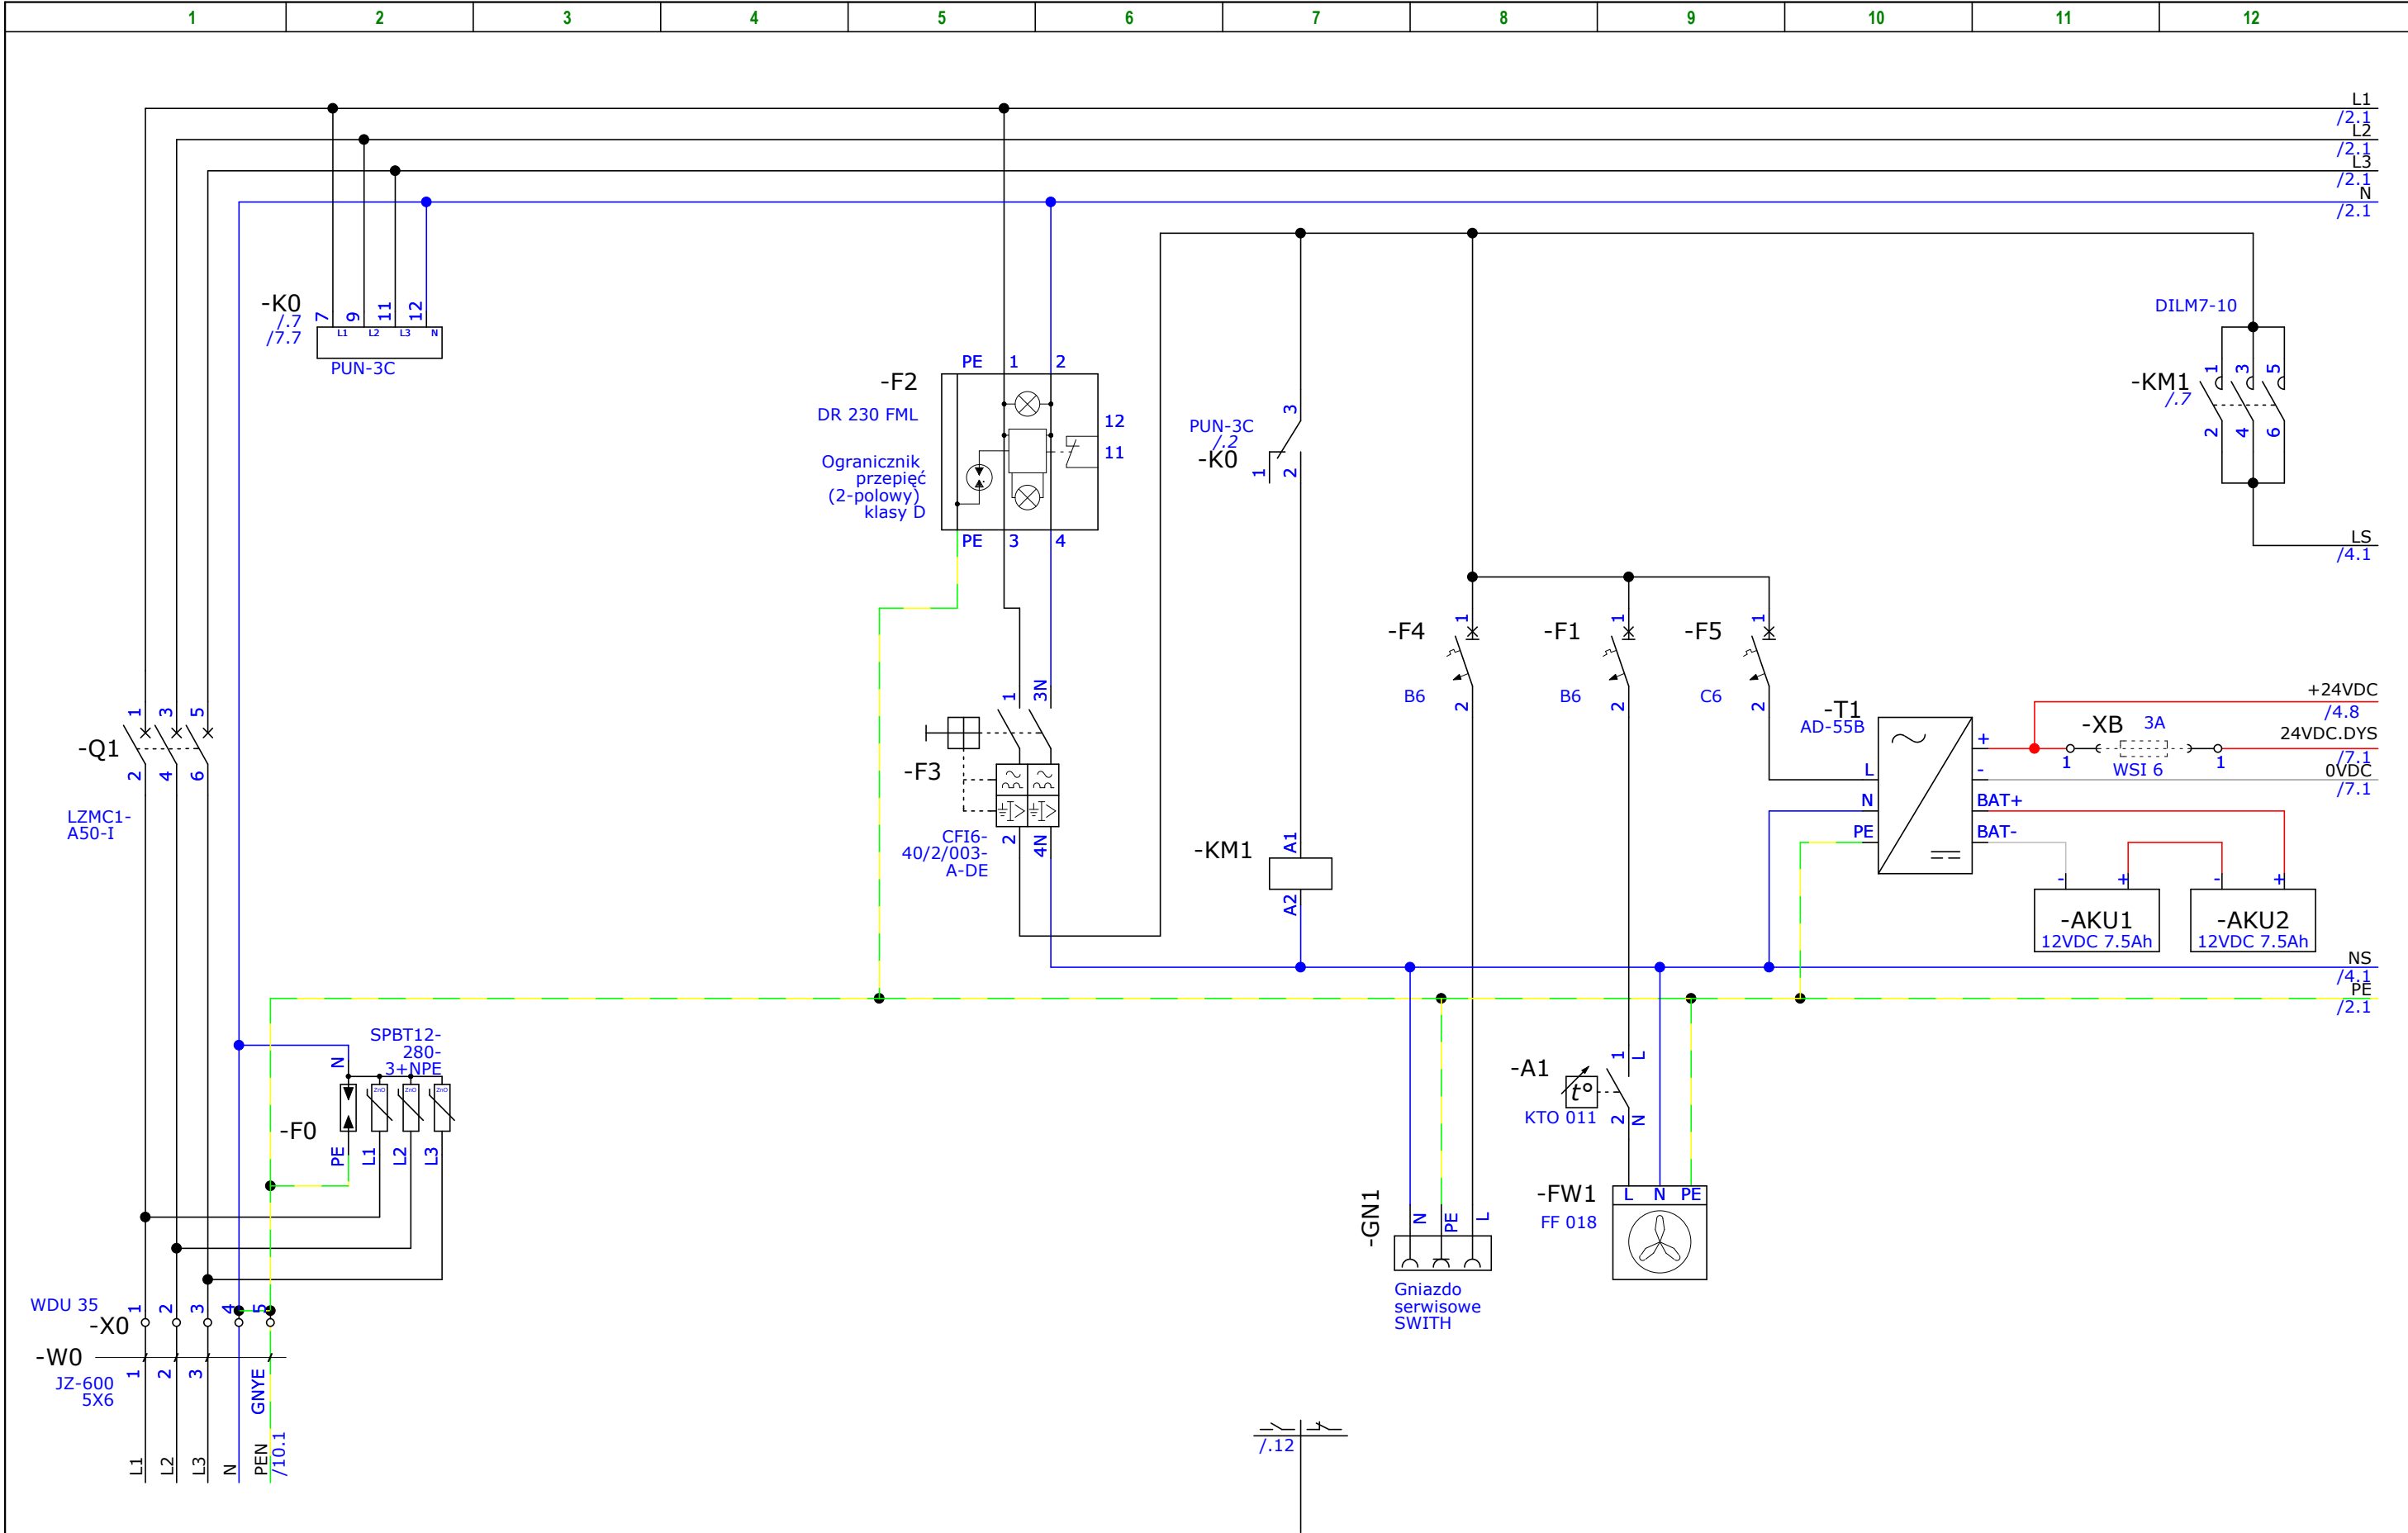 1 2 3 4 5 6 7 8 9 10 11 12
L1
/2.1
L2
/2.1
L3
/2.1
N
/2.1
-K0
/.7
/7.7
7 9 11 12
L1 L2 L3 N
PUN-3C
-F2
DR 230 FML
Ogranicznik
przepięć
(2-polowy)
klasy D
PE 1 2
12
11
PE 3 4
PUN-3C
/.2
-K0
3
1 2
DILM7-10
-KM1
/.7
1 3 5
2 4 6
LS
/4.1
-Q1
1 3 5
2 4 6
LZMC1-
A50-I
-F3
1 3N
2 4N
CFI6-
40/2/003-
A-DE
-KM1
A1
A2
-F4
1
B6
2
-F1
1
B6
2
-F5
1
C6
2
-T1
AD-55B
L
N
PE
+
-
BAT+
BAT-
-XB 3A
1 WSI 6 1
+24VDC
/4.8
24VDC.DYS
/7.1
0VDC
/7.1
- +
-AKU1
12VDC 7.5Ah
- +
-AKU2
12VDC 7.5Ah
NS
/4.1
PE
/2.1
SPBT12-
280-
3+NPE
N
ZnO ZnO ZnO
-F0
PE L1 L2 L3
-A1
t°
KTO 011
1 L
2 N
-FW1
FF 018
L N PE
-GN1
N PE L
Gniazdo
serwisowe
SWITH
WDU 35
-X0
1 2 3 4 5
-W0
JZ-600
5X6
1 2 3 GNYE
L1 L2 L3 N PEN
/10.1
/.12